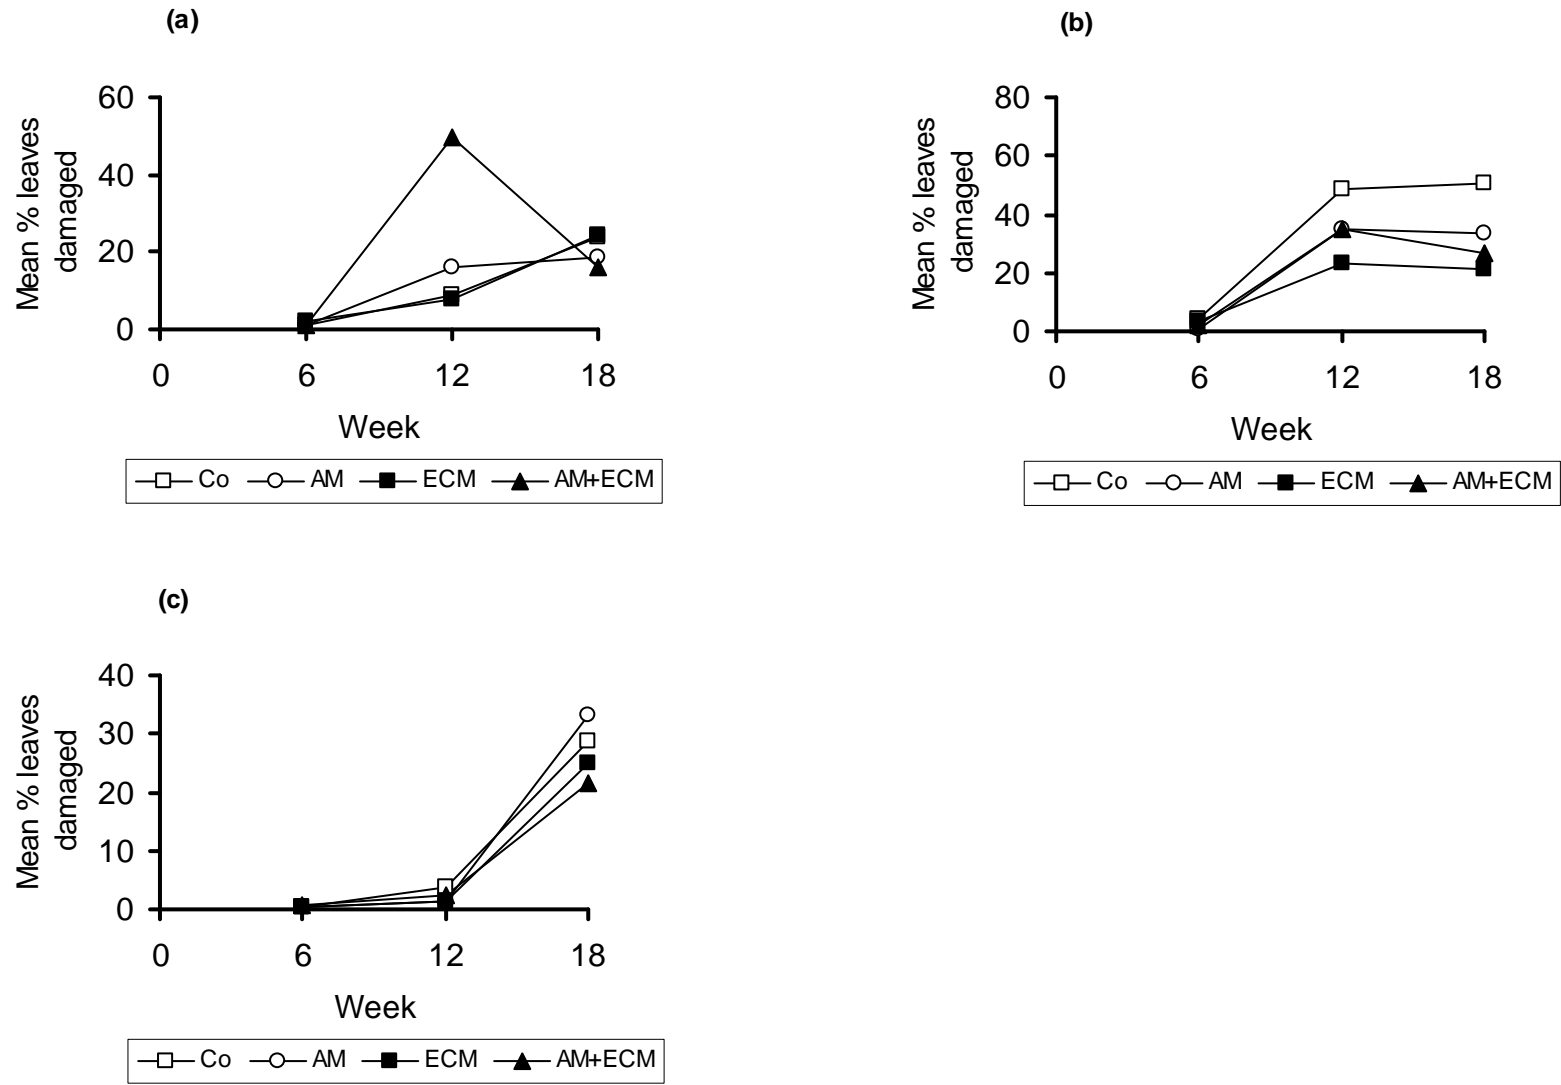 (a)
Mean % leaves
damaged
60
40
20
0
0 6 12 18
Week
Co AM ECM AM+ECM
(b)
Mean % leaves
damaged
80
60
40
20
0
0 6 12 18
Week
Co AM ECM AM+ECM
(c)
Mean % leaves
damaged
40
30
20
10
0
0 6 12 18
Week
Co AM ECM AM+ECM